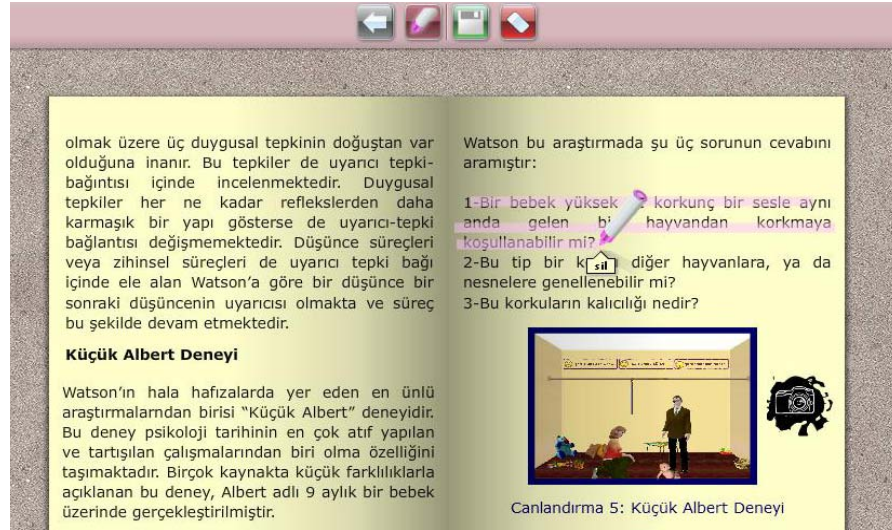 olmak üzere üç duygusal tepkinin doğuştan var
olduğuna inanır. Bu tepkiler de uyarıcı tepki-
bağıntısı içinde incelenmektedir. Duygusal
tepkiler her ne kadar reflekslerden daha
karmaşık bir yapı gösterse de uyarıcı-tepki
bağlantısı değişmemektedir. Düşünce süreçleri
veya zihinsel süreçleri de uyarıcı tepki bağı
içinde ele alan Watson’a göre bir düşünce bir
sonraki düşüncenin uyarıcısı olmakta ve süreç
bu şekilde devam etmektedir.
Küçük Albert Deneyi
Watson’ın hala hafızalarda yer eden en ünlü
araştırmalarndan birisi “Küçük Albert” deneyidir.
Bu deney psikoloji tarihinin en çok atıf yapılan
ve tartışılan çalışmalarından biri olma özelliğini
taşımaktadır. Birçok kaynakta küçük farklılıklarla
açıklanan bu deney, Albert adlı 9 aylık bir bebek
üzerinde gerçekleştirilmiştir.
Watson bu araştırmada şu üç sorunun cevabını
aramıştır:
1-Bir bebek yüksek korkunç bir sesle aynı
anda gelen bi hayvandan korkmaya
koşullanabilir mi?
2-Bu tip bir k diğer hayvanlara, ya da
sil
nesnelere genellenebilir mi?
3-Bu korkuların kalıcılığı nedir?
Canlandırma 5: Küçük Albert Deneyi